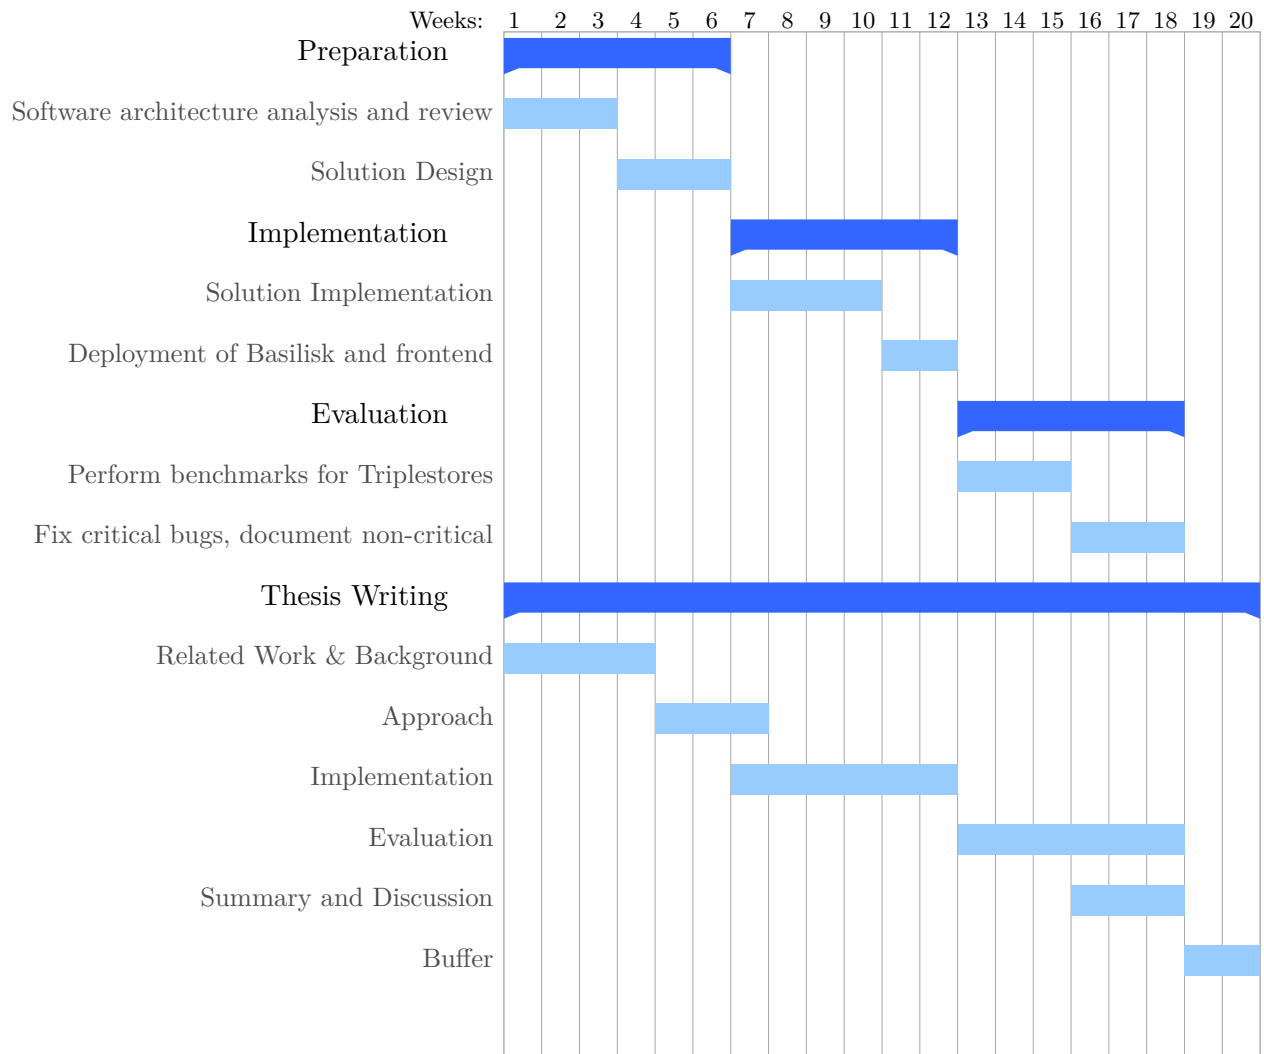 Weeks: 1 2 3 4 5 6 7 8 9 10 11 12 13 14 15 16 17 18 19 20
Preparation
Software architecture analysis and review
Solution Design
Implementation
Solution Implementation
Deployment of Basilisk and frontend
Evaluation
Perform benchmarks for Triplestores
Fix critical bugs, document non-critical
Thesis Writing
Related Work & Background
Approach
Implementation
Evaluation
Summary and Discussion
Buffer